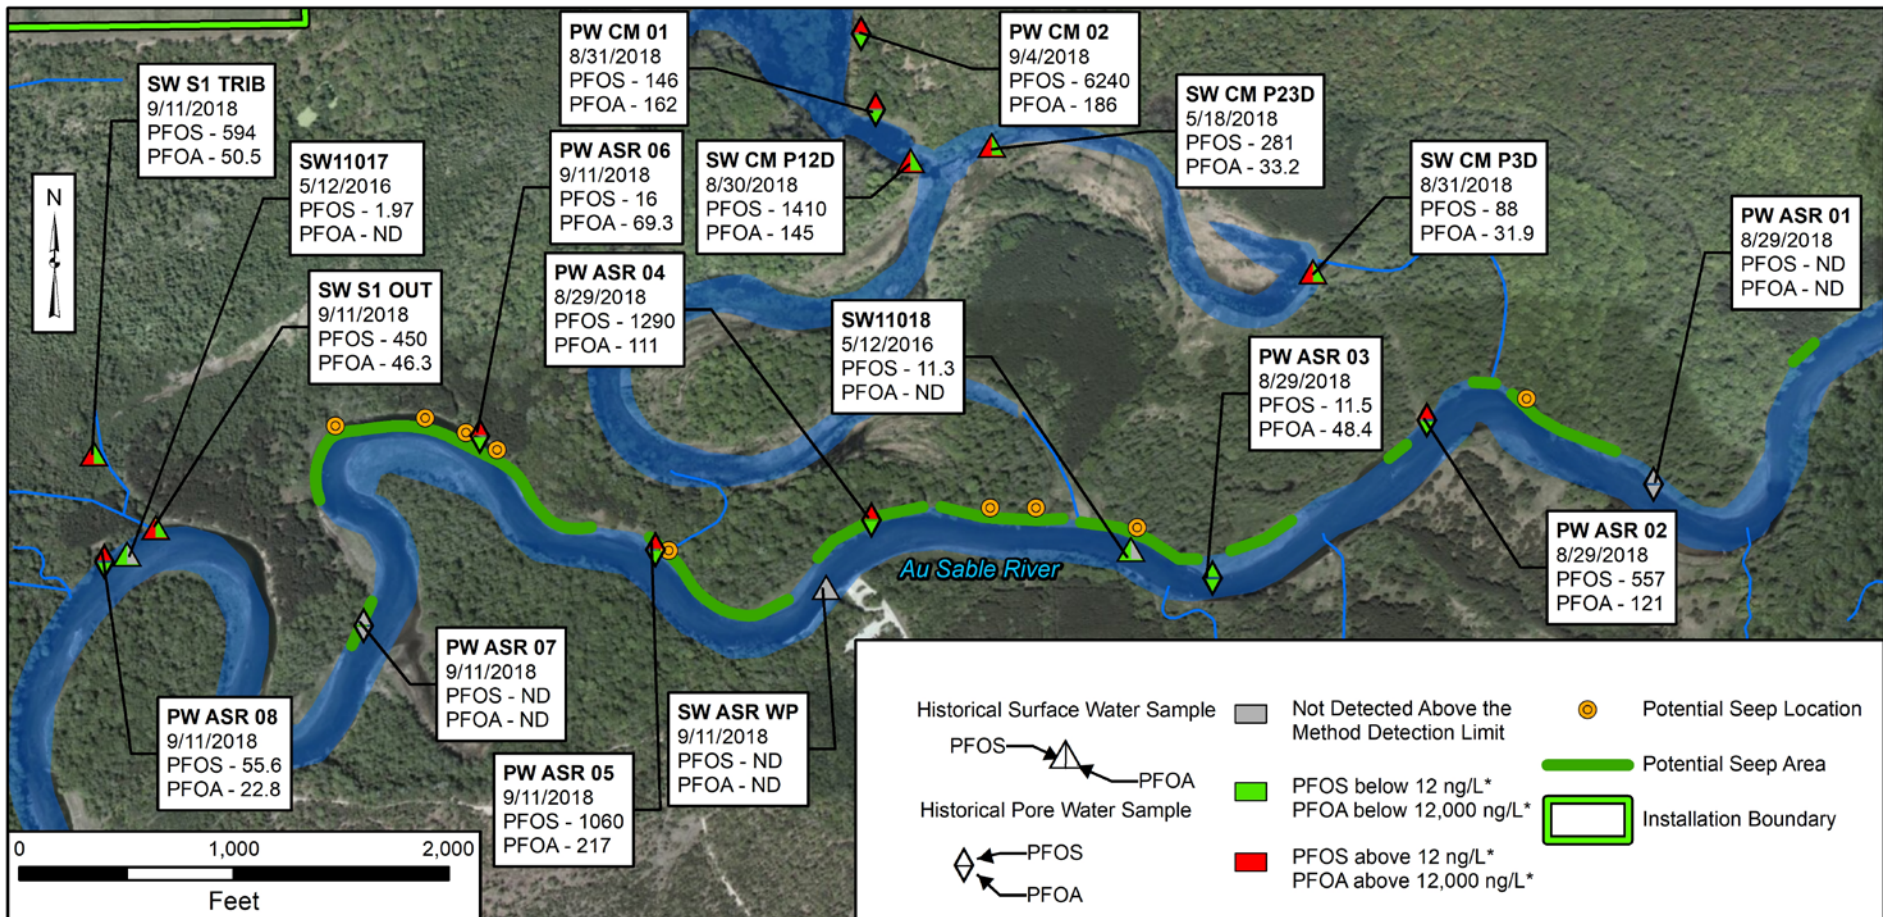 PW CM 01
8/31/2018
PFOS - 146
PFOA - 162
PW CM 02
9/4/2018
PFOS - 6240
PFOA - 186
SW S1 TRIB
9/11/2018
PFOS - 594
PFOA - 50.5
SW CM P23D
5/18/2018
PFOS - 281
PFOA - 33.2
SW11017
5/12/2016
PFOS - 1.97
PFOA - ND
PW ASR 06
9/11/2018
PFOS - 16
PFOA - 69.3
SW CM P12D
8/30/2018
PFOS - 1410
PFOA - 145
SW CM P3D
8/31/2018
PFOS - 88
PFOA - 31.9
PW ASR 01
8/29/2018
PFOS - ND
PFOA - ND
N
SW S1 OUT
9/11/2018
PFOS - 450
PFOA - 46.3
PW ASR 04
8/29/2018
PFOS - 1290
PFOA - 111
SW11018
5/12/2016
PFOS - 11.3
PFOA - ND
PW ASR 03
8/29/2018
PFOS - 11.5
PFOA - 48.4
Au Sable River
PW ASR 02
8/29/2018
PFOS - 557
PFOA - 121
PW ASR 07
9/11/2018
PFOS - ND
PFOA - ND
PW ASR 08
9/11/2018
PFOS - 55.6
PFOA - 22.8
SW ASR WP
9/11/2018
PFOS - ND
PFOA - ND
PW ASR 05
9/11/2018
PFOS - 1060
PFOA - 217
0 1,000 2,000
Feet
Historical Surface Water Sample
PFOS
PFOA
Historical Pore Water Sample
PFOS
PFOA
Not Detected Above the
Method Detection Limit
PFOS below 12 ng/L*
PFOA below 12,000 ng/L*
PFOS above 12 ng/L*
PFOA above 12,000 ng/L*
Potential Seep Location
Potential Seep Area
Installation Boundary